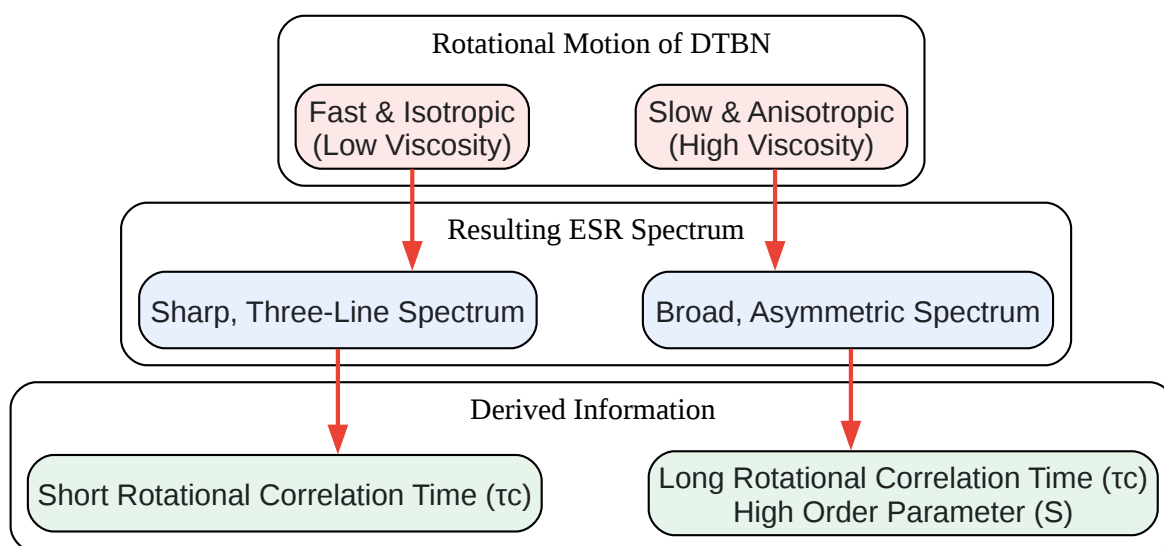 Rotational Motion of DTBN
Fast & Isotropic
(Low Viscosity)
Slow & Anisotropic
(High Viscosity)
Resulting ESR Spectrum
Sharp, Three-Line Spectrum
Broad, Asymmetric Spectrum
Derived Information
Short Rotational Correlation Time (τc)
Long Rotational Correlation Time (τc)
High Order Parameter (S)